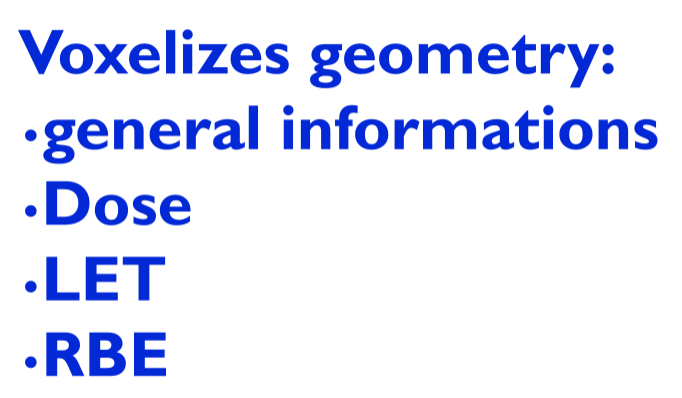 Voxelizes geometry:
•general informations
•Dose
•LET
•RBE